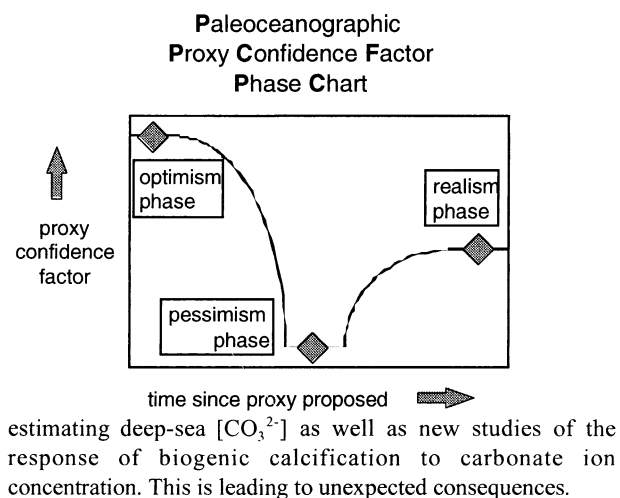 Paleoceanographic
Proxy Confidence Factor
Phase Chart
optimism
phase
realism
phase
proxy
confidence
factor
pessimism
phase
time since proxy proposed
estimating deep-sea [CO₃²⁻] as well as new studies of the
response of biogenic calcification to carbonate ion
concentration. This is leading to unexpected consequences.